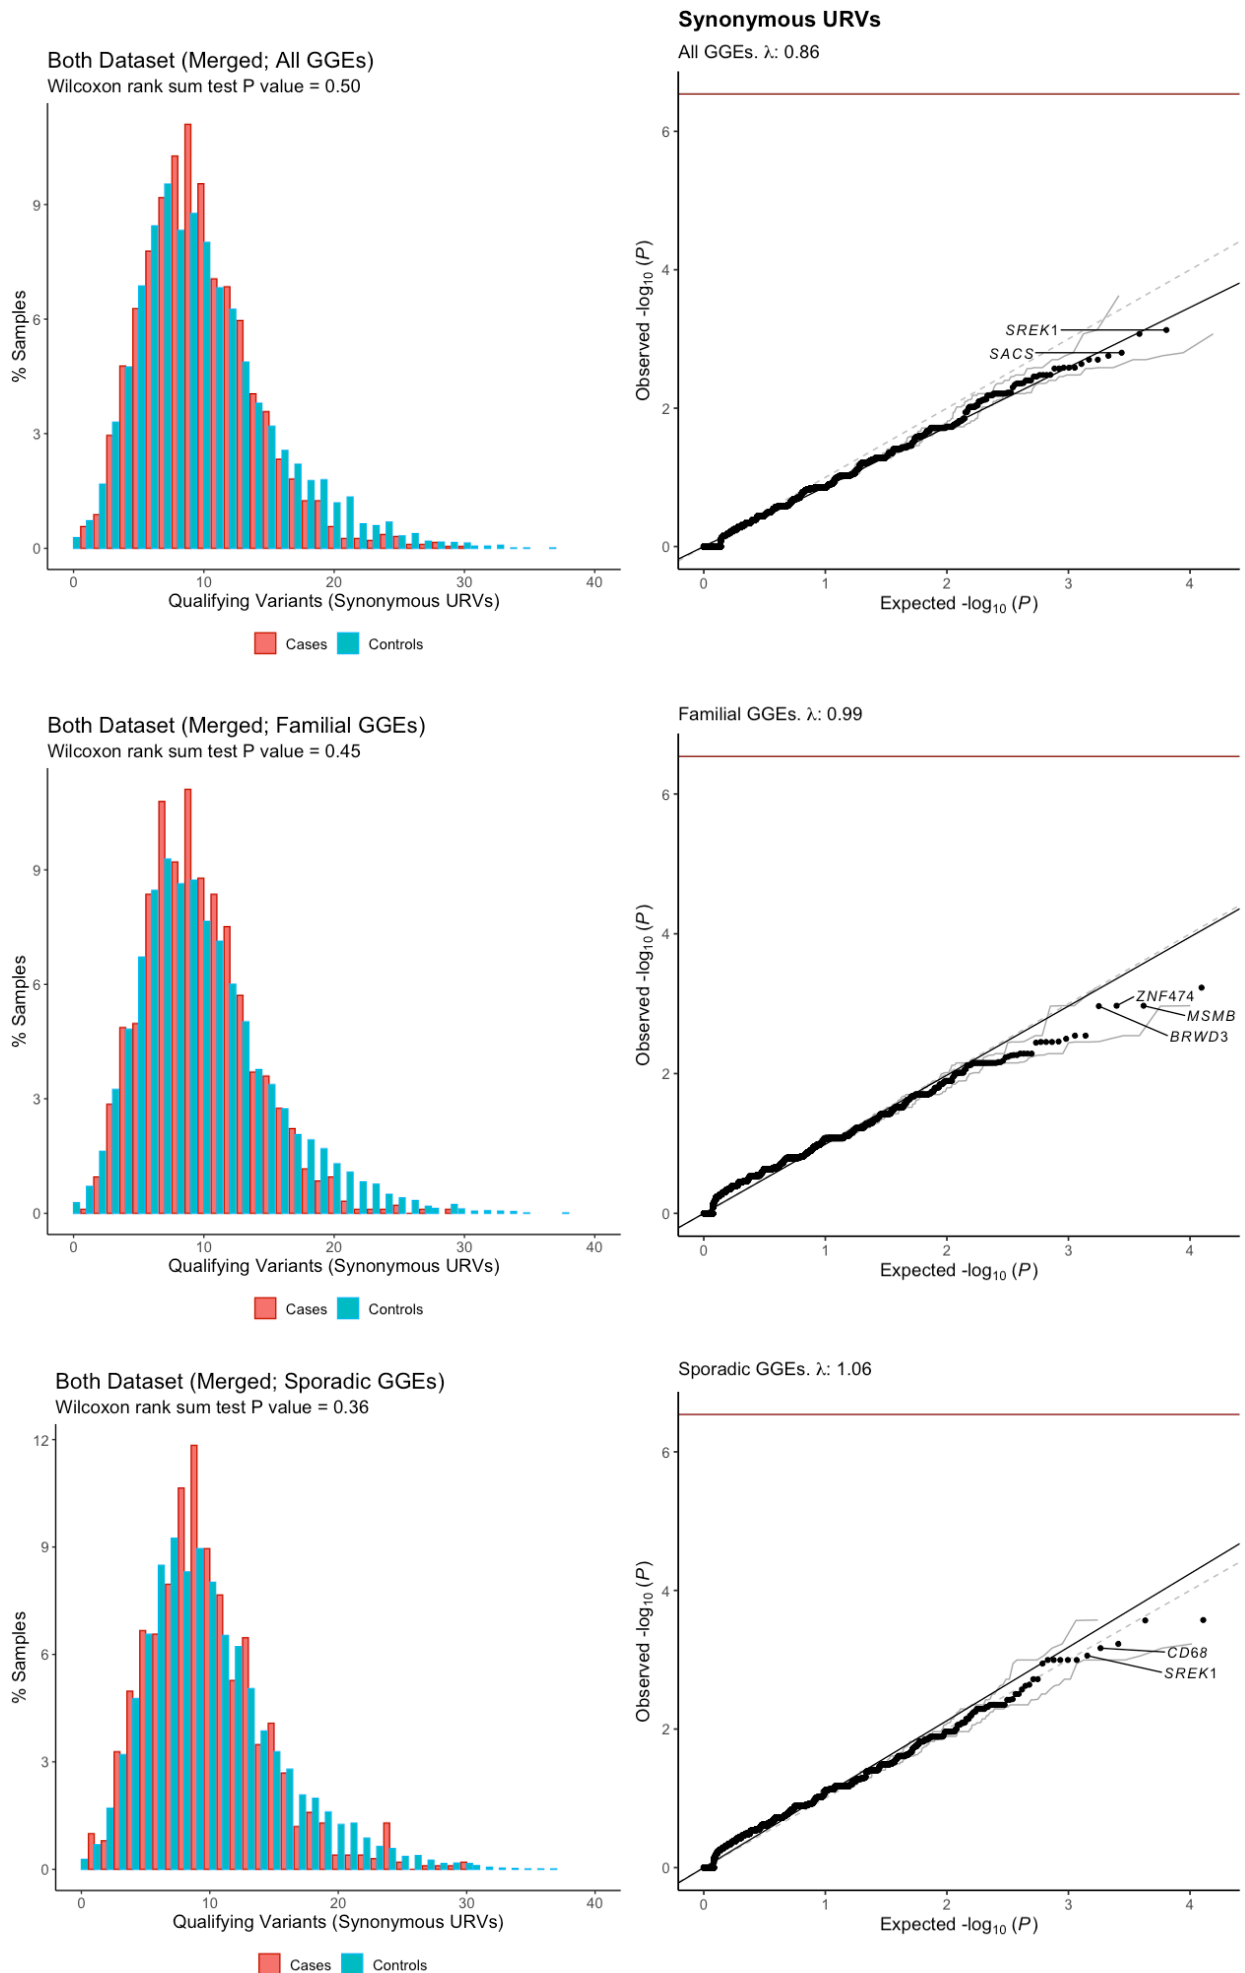 Synonymous URVs
Both Dataset (Merged; All GGEs)
Wilcoxon rank sum test P value = 0.50
% Samples
9
6
3
0
0 10 20 30 40
Qualifying Variants (Synonymous URVs)
Cases Controls
All GGEs. λ: 0.86
Observed -log10 (P)
6
4
2
0
SREK1
SACS
0 1 2 3 4
Expected -log10 (P)
Both Dataset (Merged; Familial GGEs)
Wilcoxon rank sum test P value = 0.45
% Samples
9
6
3
0
0 10 20 30 40
Qualifying Variants (Synonymous URVs)
Cases Controls
Familial GGEs. λ: 0.99
Observed -log10 (P)
6
4
2
0
ZNF474
MSMB
BRWD3
0 1 2 3 4
Expected -log10 (P)
Both Dataset (Merged; Sporadic GGEs)
Wilcoxon rank sum test P value = 0.36
% Samples
12
9
6
3
0
0 10 20 30 40
Qualifying Variants (Synonymous URVs)
Cases Controls
Sporadic GGEs. λ: 1.06
Observed -log10 (P)
6
4
2
0
CD68
SREK1
0 1 2 3 4
Expected -log10 (P)